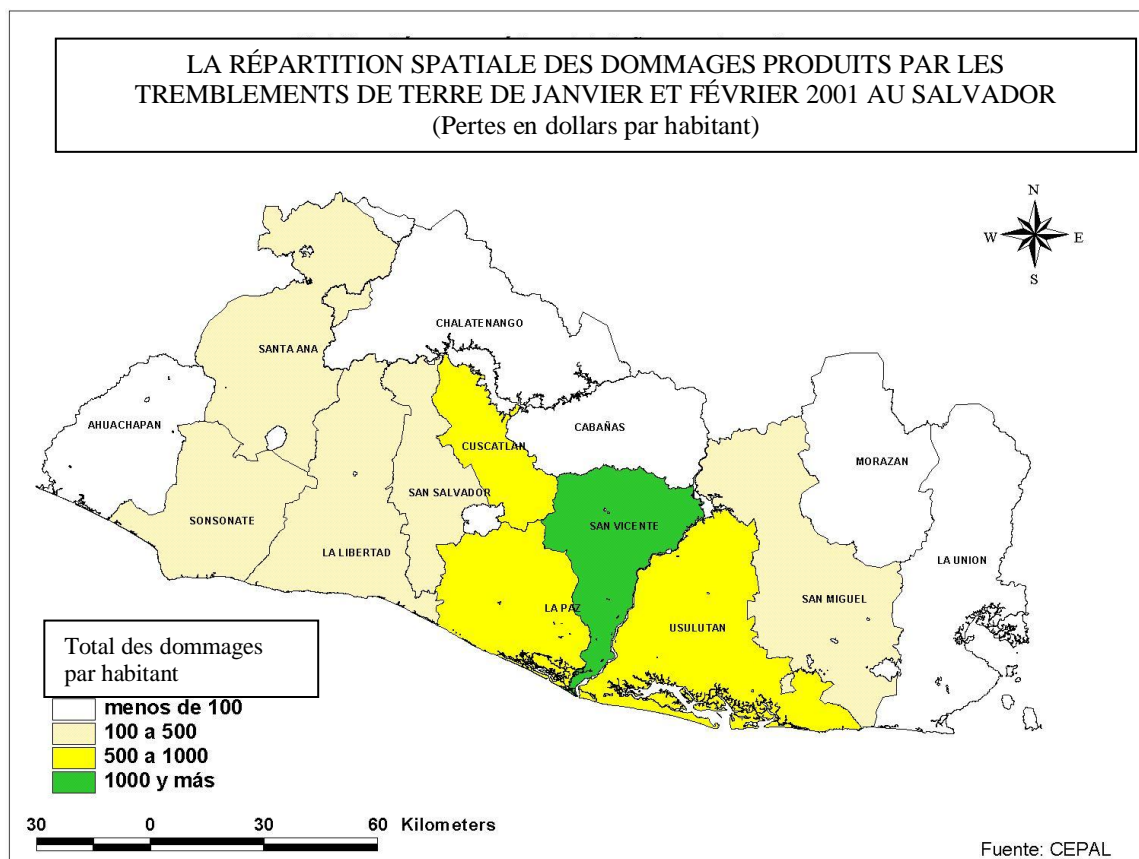 LA RÉPARTITION SPATIALE DES DOMMAGES PRODUITS PAR LES
TREMBLEMENTS DE TERRE DE JANVIER ET FÉVRIER 2001 AU SALVADOR
(Pertes en dollars par habitant)
N
W
E
S
CHALATENANGO
SANTA ANA
AHUACHAPAN
CABAÑAS
CUSCATLAN
MORAZAN
SAN SALVADOR
SONSONATE
SAN VICENTE
LA LIBERTAD
LA UNION
SAN MIGUEL
LA PAZ
USULUTAN
Total des dommages
par habitant
menos de 100
100 a 500
500 a 1000
1000 y más
30 0 30 60 Kilometers
Fuente: CEPAL